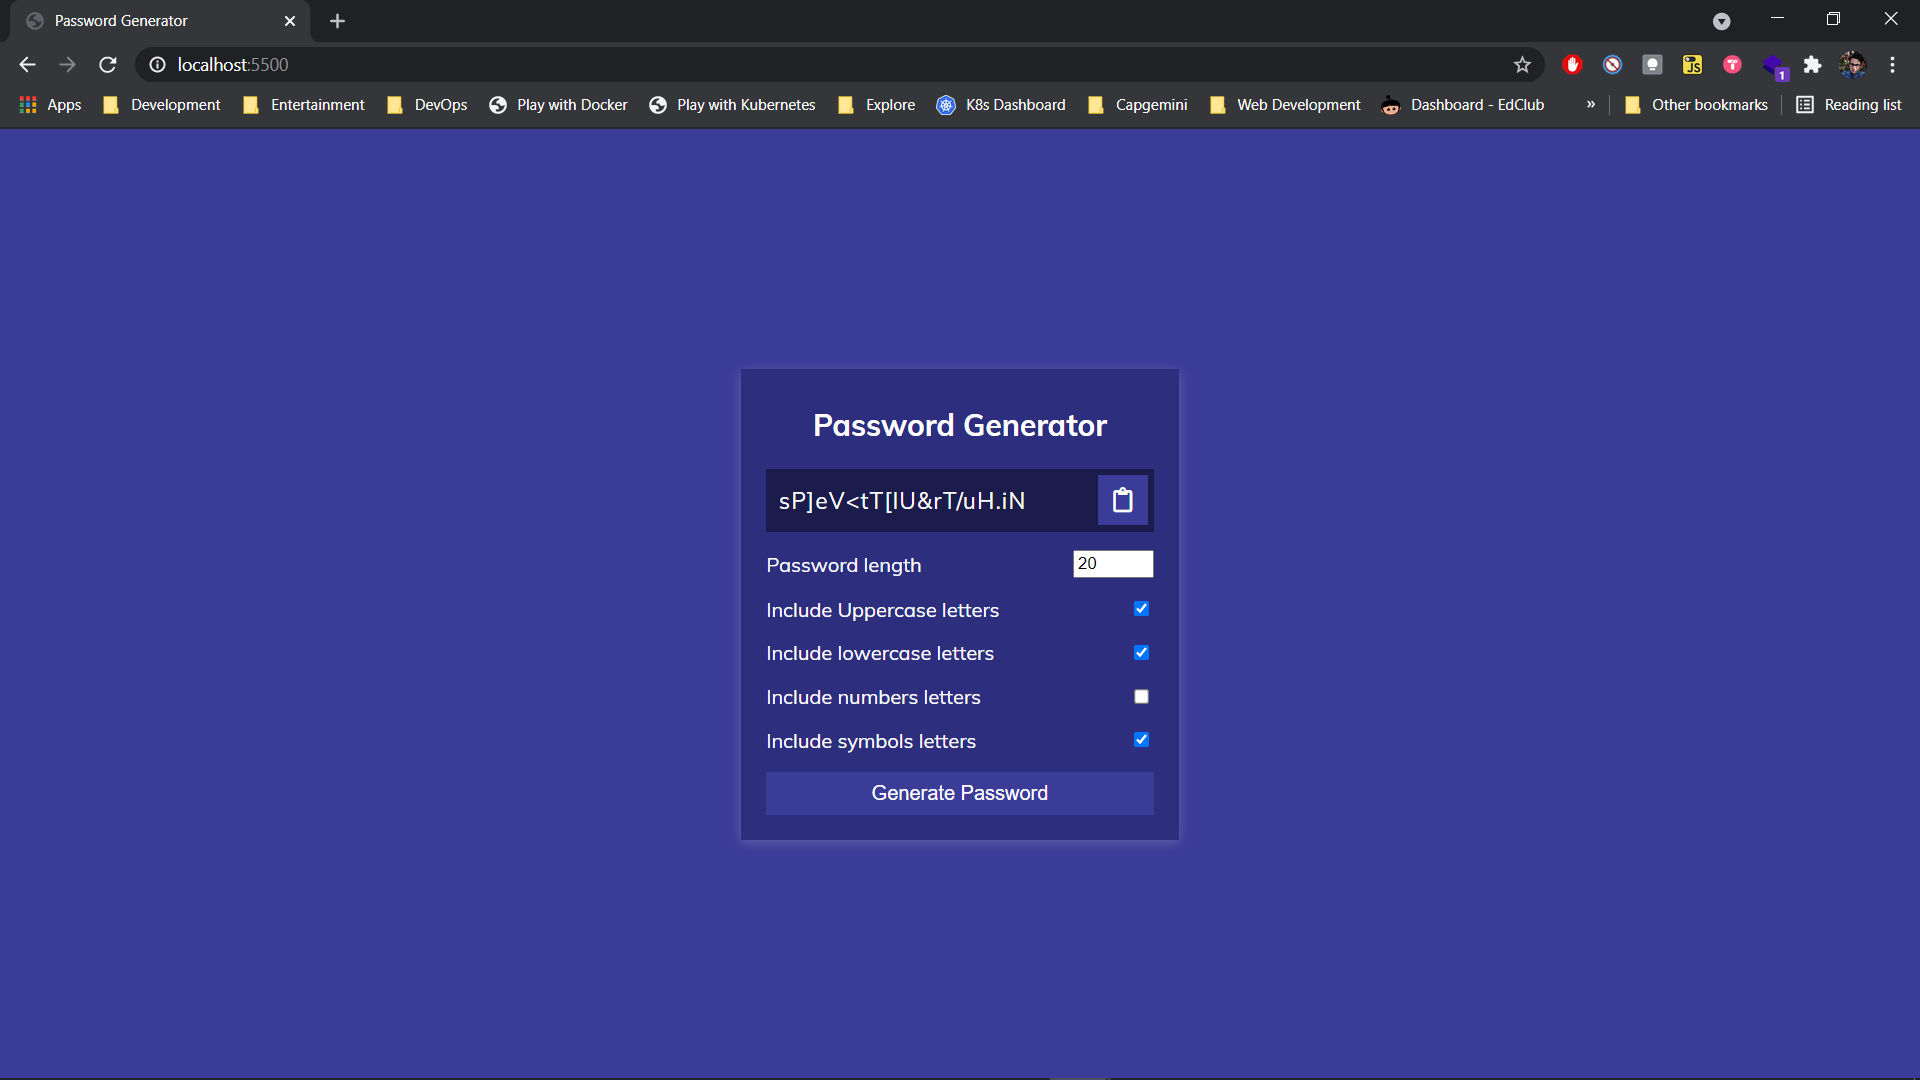 Password Generator
localhost:5500
Apps Development Entertainment DevOps Play with Docker Play with Kubernetes Explore K8s Dashboard Capgemini Web Development Dashboard - EdClub » Other bookmarks Reading list
Password Generator
sP]eV<tT[IU&rT/uH.iN
Password length 20
Include Uppercase letters
Include lowercase letters
Include numbers letters
Include symbols letters
Generate Password
JS
1